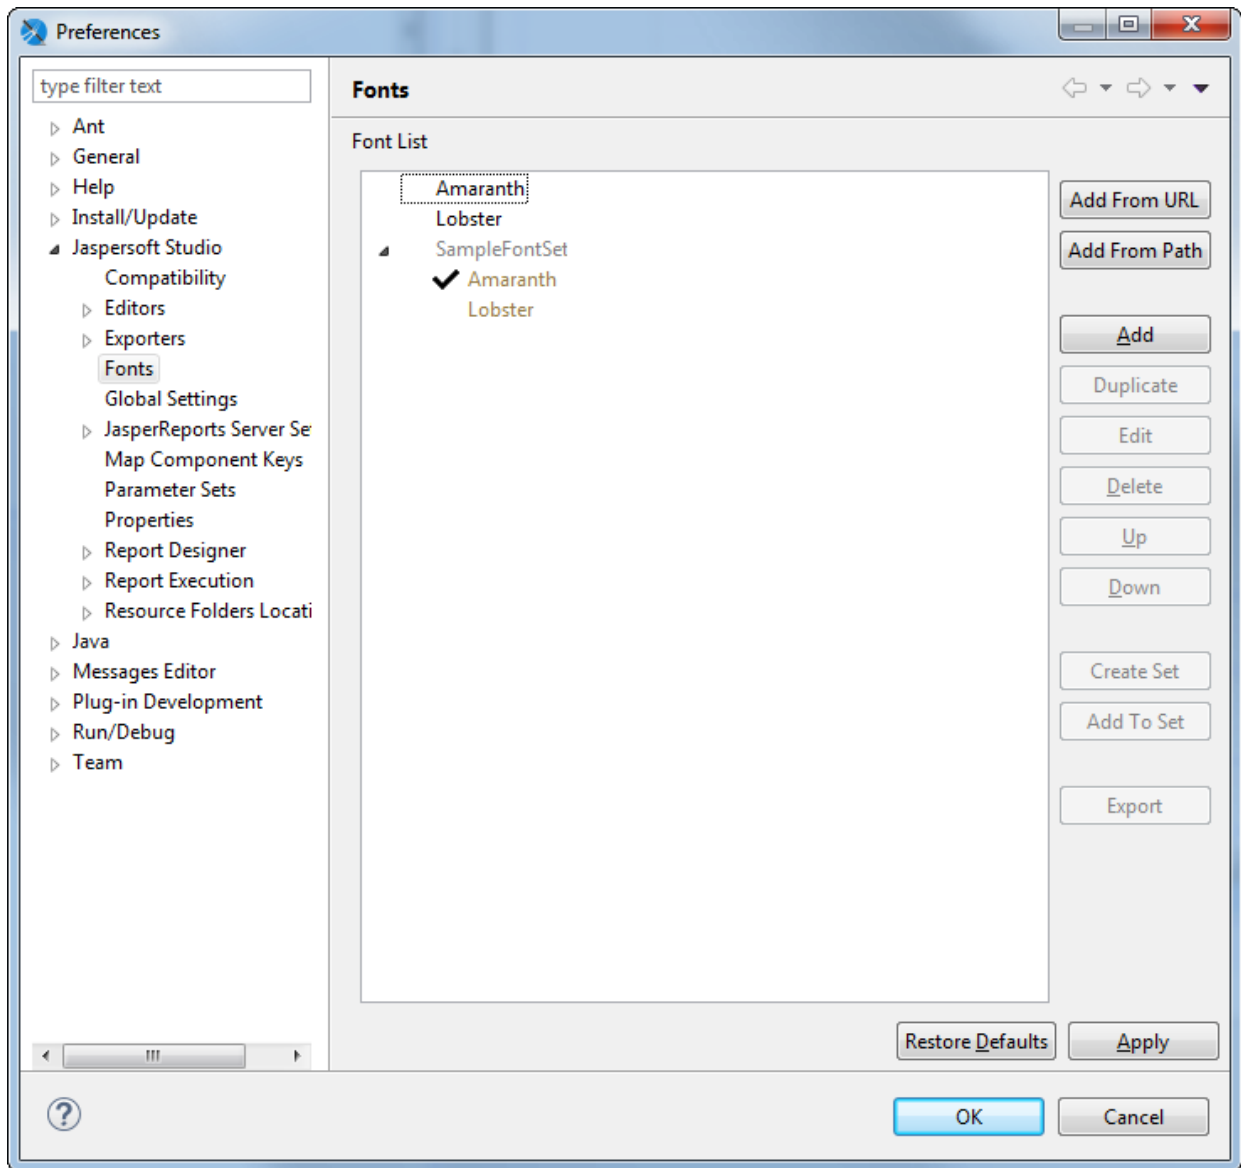 Preferences
type filter text
Ant
General
Help
Install/Update
Jaspersoft Studio
Compatibility
Editors
Exporters
Fonts
Global Settings
JasperReports Server Se
Map Component Keys
Parameter Sets
Properties
Report Designer
Report Execution
Resource Folders Locati
Java
Messages Editor
Plug-in Development
Run/Debug
Team
Fonts
Font List
Amaranth
Lobster
SampleFontSet
Amaranth
Lobster
Add From URL
Add From Path
Add
Duplicate
Edit
Delete
Up
Down
Create Set
Add To Set
Export
Restore Defaults
Apply
?
OK
Cancel